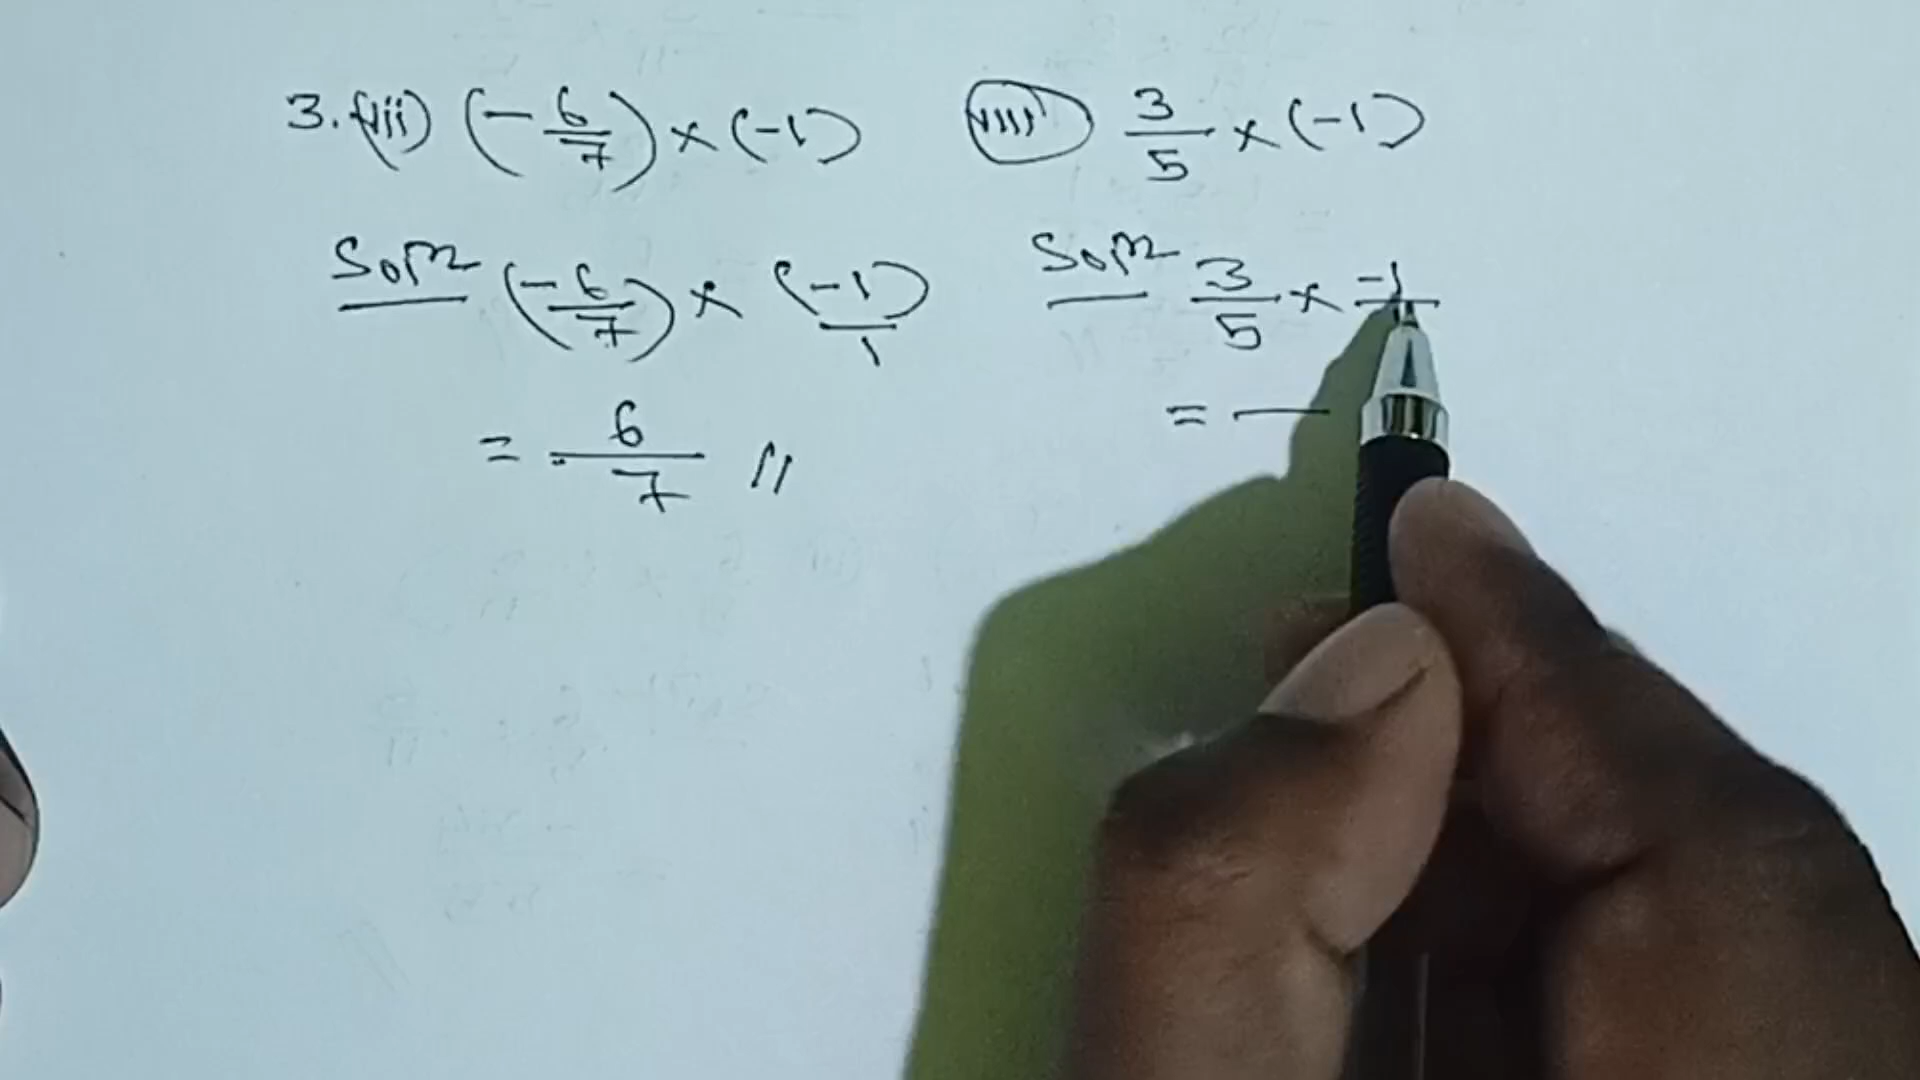 3. (vii) (-6/7) × (-1)
Soln (-6/7) × (-1)/1
= 6/7 //
(viii) 3/5 × (-1)
Soln 3/5 × -1/
= —